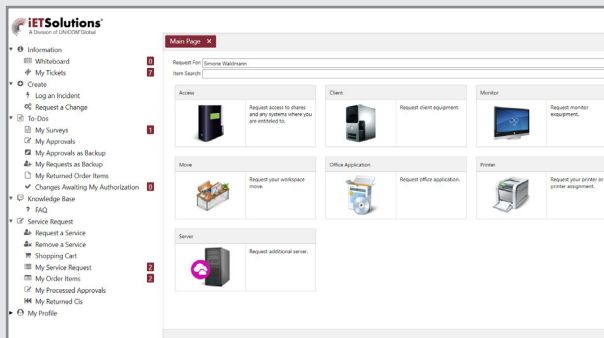 iETSolutions
A Division of UNICOM Global
Information
Whiteboard 0
My Tickets 7
Create
Log an Incident
Request a Change
To-Dos
My Surveys 1
My Approvals
My Approvals as Backup
My Requests as Backup
My Returned Order Items
Changes Awaiting My Authorization 0
Knowledge Base
FAQ
Service Request
Request a Service
Remove a Service
Shopping Cart
My Service Request 2
My Order Items 2
My Processed Approvals
My Returned CIs
My Profile
Main Page X
Request For: Simone Waldmann
Item Search:
Access
Request access to shares
and any systems where you
are entitled to.
Client
Request client equipment.
Monitor
Request monitor
exquipment.
Move
Request your workspace
move.
Office Application
Request office application.
Printer
Request your printer or
printer assignment.
Server
Request additional server.